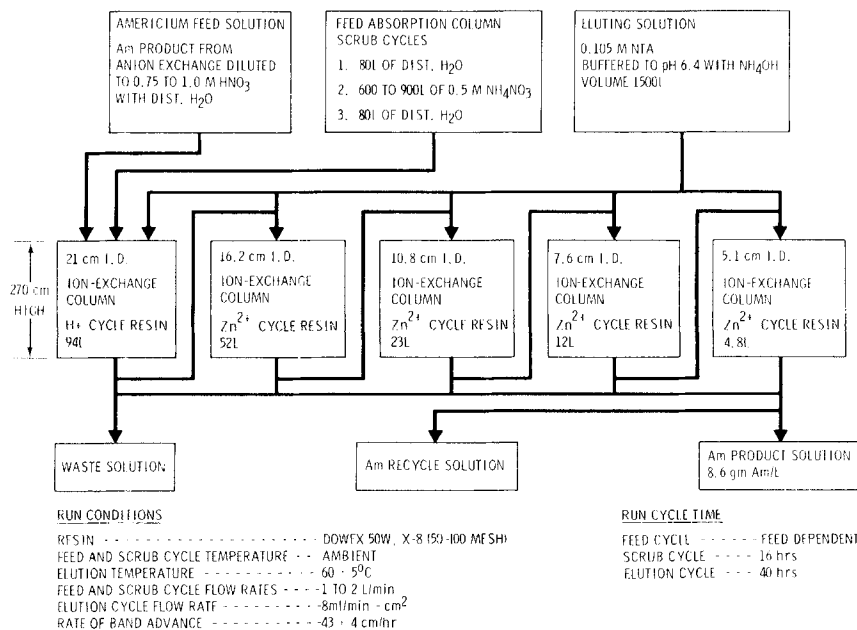 AMERICIUM FEED SOLUTION
Am PRODUCT FROM
ANION EXCHANGE DILUTED
TO 0.75 TO 1.0 M HNO3
WITH DIST. H2O
FEED ABSORPTION COLUMN
SCRUB CYCLES
1. 80L OF DIST. H2O
2. 600 TO 900L OF 0.5 M NH4NO3
3. 80L OF DIST. H2O
ELUTING SOLUTION
0.105 M NTA
BUFFERED TO pH 6.4 WITH NH4OH
VOLUME 1500L
270 cm
HIGH
21 cm I.D.
ION-EXCHANGE
COLUMN
H+ CYCLE RESIN
94L
16.2 cm I.D.
ION-EXCHANGE
COLUMN
Zn2+ CYCLE RESIN
52L
10.8 cm I.D.
ION-EXCHANGE
COLUMN
Zn2+ CYCLE RESIN
23L
7.6 cm I.D.
ION-EXCHANGE
COLUMN
Zn2+ CYCLE RESIN
12L
5.1 cm I.D.
ION-EXCHANGE
COLUMN
Zn2+ CYCLE RESIN
4.8L
WASTE SOLUTION
Am RECYCLE SOLUTION
Am PRODUCT SOLUTION
8.6 gm Am/L
RUN CONDITIONS
RESIN - - - - - - - - - - - - - - - - - - DOWEX 50W, X-8 (50-100 MESH)
FEED AND SCRUB CYCLE TEMPERATURE - - AMBIENT
ELUTION TEMPERATURE - - - - - - - - - - 60 ± 5°C
FEED AND SCRUB CYCLE FLOW RATES - - - -1 TO 2 L/min
ELUTION CYCLE FLOW RATE - - - - - - - - -8ml/min - cm2
RATE OF BAND ADVANCE - - - - - - - - - -43 ± 4 cm/hr
RUN CYCLE TIME
FEED CYCLE - - - - - - FEED DEPENDENT
SCRUB CYCLE - - - - 16 hrs
ELUTION CYCLE - - - - 40 hrs